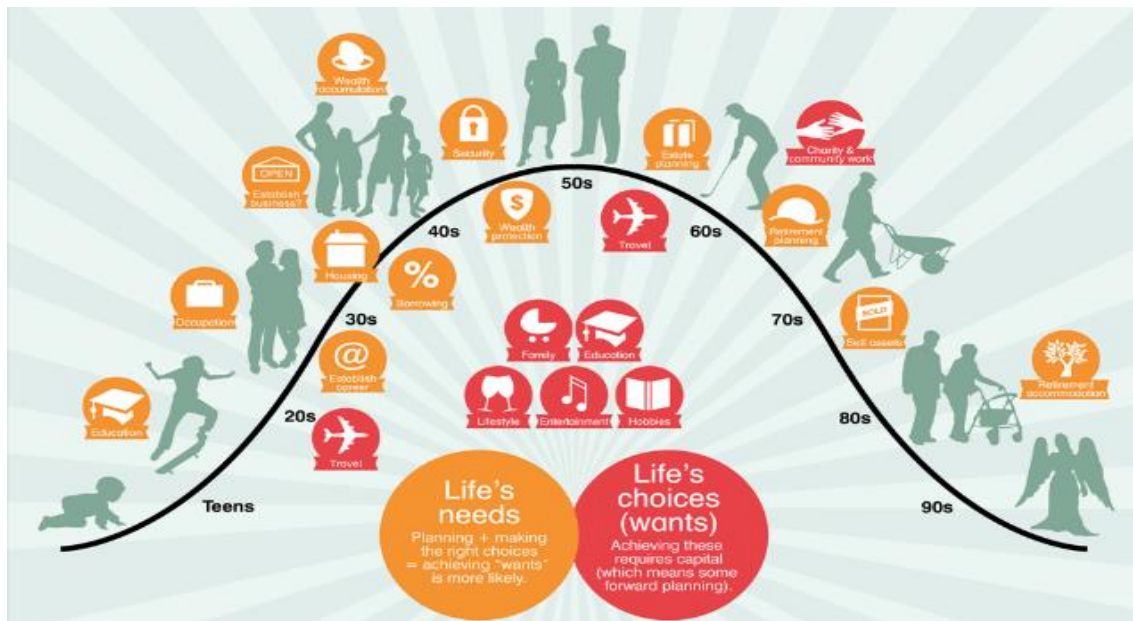 Wealth
accumulation
Security
Estate
planning
Charity &
community work
OPEN
Establish
business?
50s
40s
$
Wealth
protection
Travel
60s
Retirement
planning
Housing
%
Borrowing
Occupation
30s
70s
SOLD
Sell assets
@
Establish
career
Family
Education
Retirement
accommodation
Education
20s
Lifestyle
Entertainment
Hobbies
80s
Travel
Teens
90s
Life's
needs
Planning + making
the right choices
= achieving "wants"
is more likely.
Life's
choices
(wants)
Achieving these
requires capital
(which means some
forward planning).